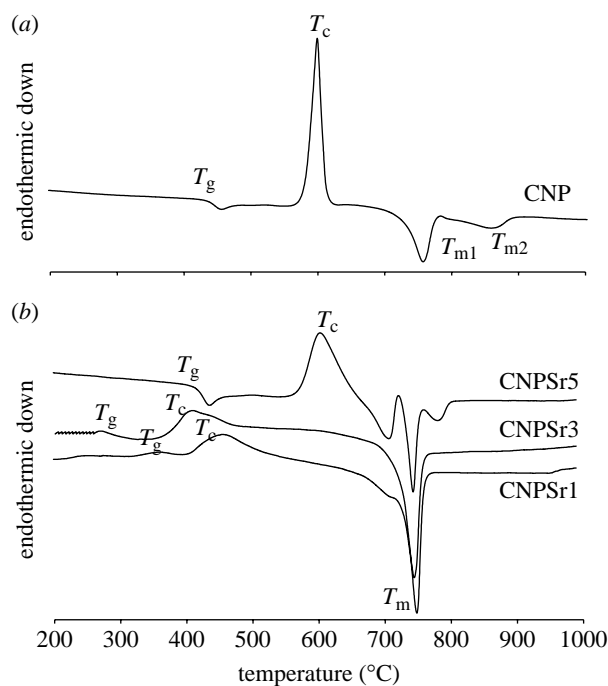 (a)
Tc
Tg
CNP
Tm1
Tm2
endothermic down
(b)
Tc
Tg
CNPSr5
Tg
Tc
Tg
Tc
CNPSr3
CNPSr1
Tm
endothermic down
200 300 400 500 600 700 800 900 1000
temperature (°C)